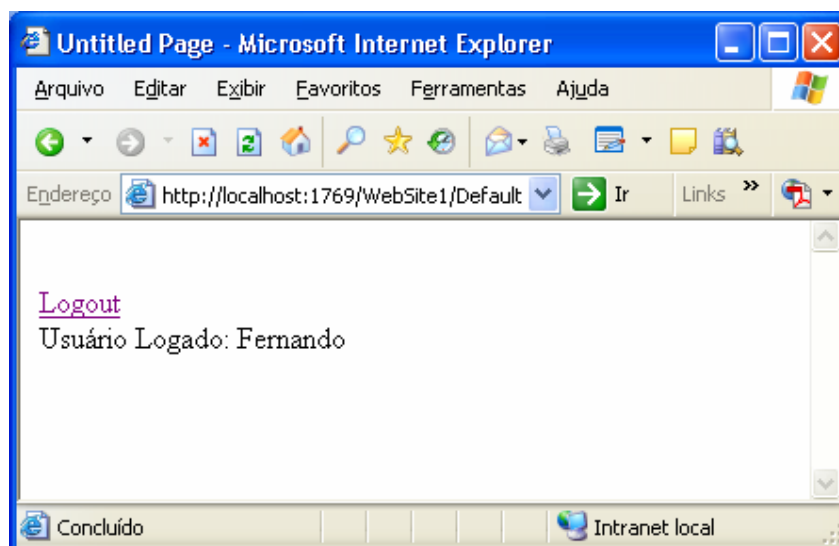 Untitled Page - Microsoft Internet Explorer
Arquivo Editar Exibir Favoritos Ferramentas Ajuda
Endereço http://localhost:1769/WebSite1/Default Ir Links »
Logout
Usuário Logado: Fernando
Concluído Intranet local